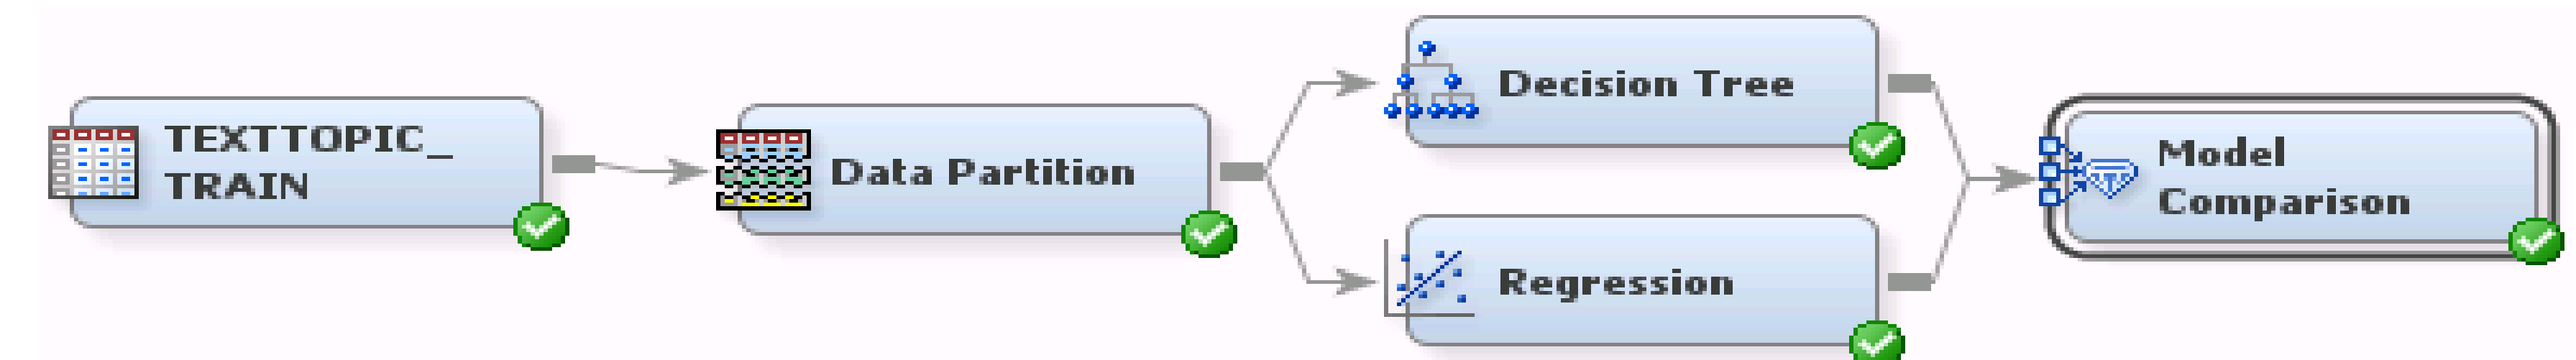 TEXTTOPIC_
TRAIN
Data Partition
Decision Tree
Regression
Model
Comparison